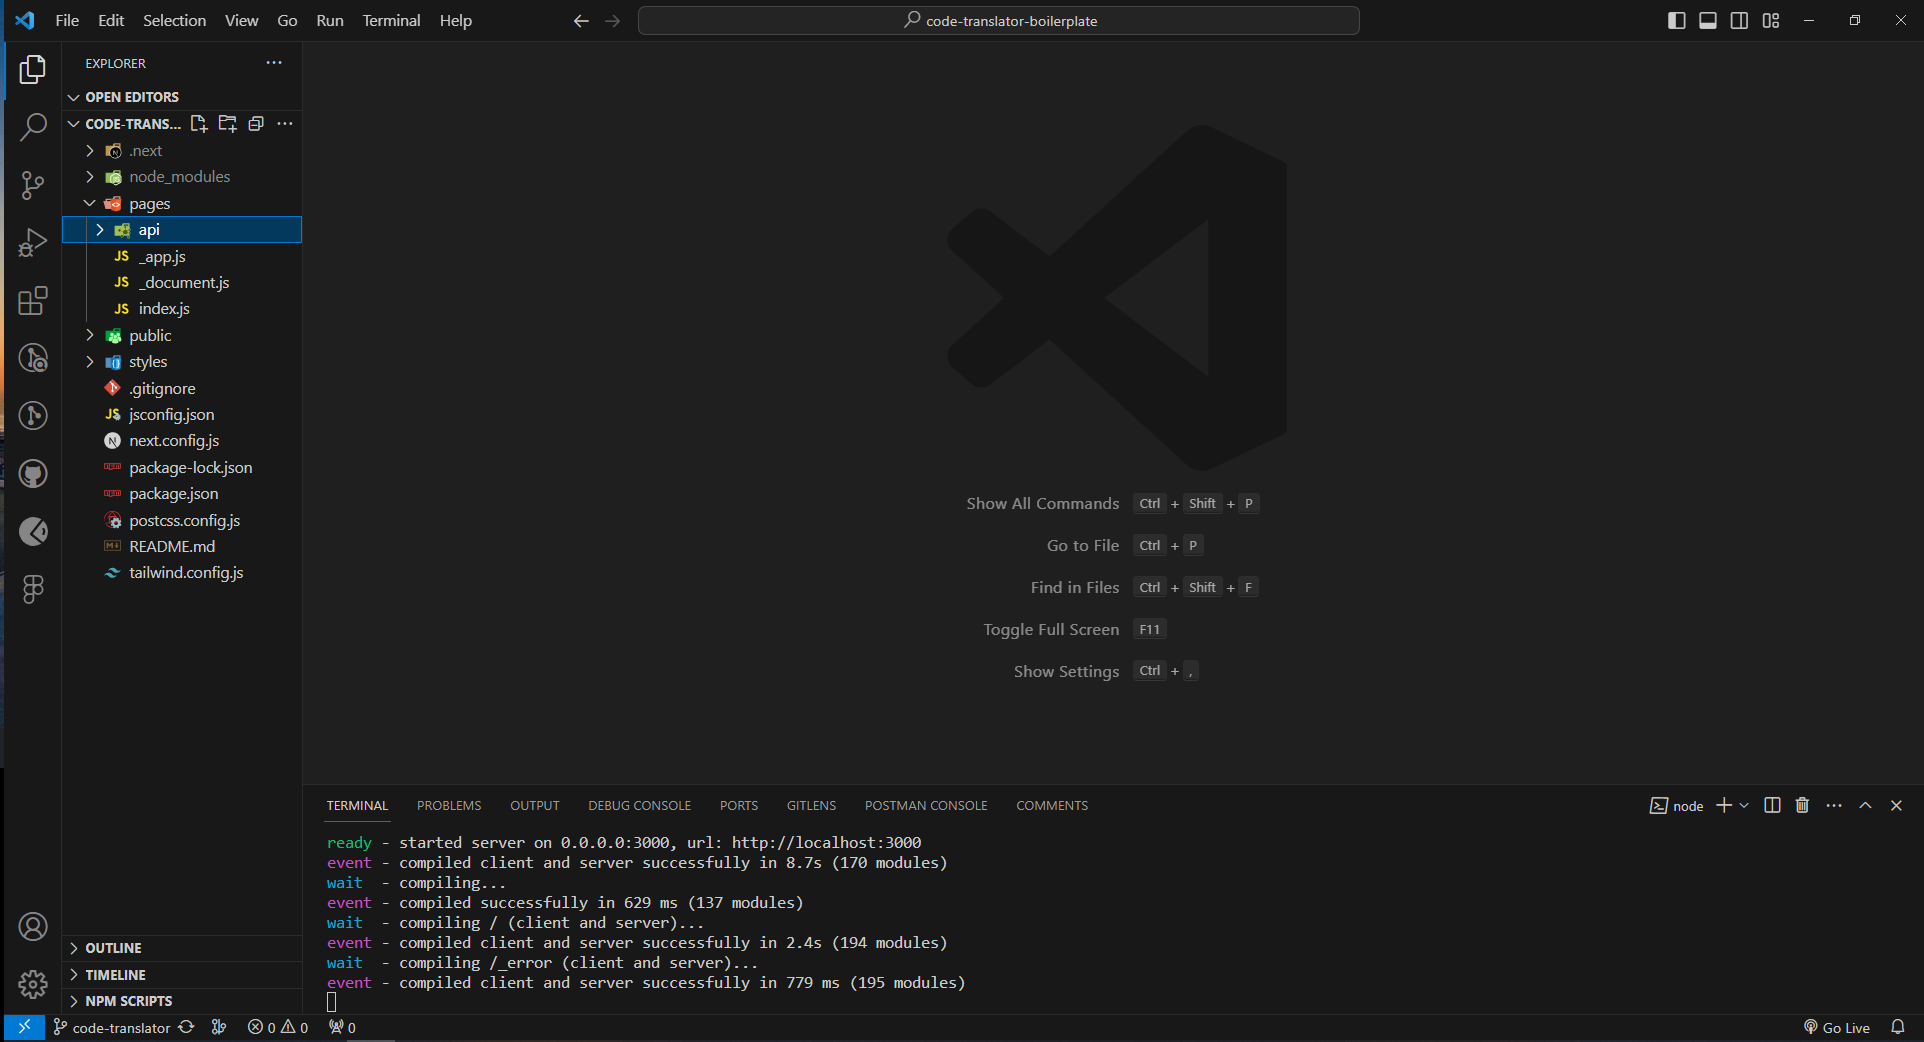 File Edit Selection View Go Run Terminal Help
code-translator-boilerplate
EXPLORER
OPEN EDITORS
CODE-TRANS...
.next
node_modules
pages
api
JS _app.js
JS _document.js
JS index.js
public
styles
.gitignore
JS jsconfig.json
N next.config.js
npm package-lock.json
npm package.json
postcss.config.js
README.md
tailwind.config.js
OUTLINE
TIMELINE
NPM SCRIPTS
Show All Commands Ctrl + Shift + P
Go to File Ctrl + P
Find in Files Ctrl + Shift + F
Toggle Full Screen F11
Show Settings Ctrl + ,
TERMINAL PROBLEMS OUTPUT DEBUG CONSOLE PORTS GITLENS POSTMAN CONSOLE COMMENTS
node
ready - started server on 0.0.0.0:3000, url: http://localhost:3000
event - compiled client and server successfully in 8.7s (170 modules)
wait - compiling...
event - compiled successfully in 629 ms (137 modules)
wait - compiling / (client and server)...
event - compiled client and server successfully in 2.4s (194 modules)
wait - compiling /_error (client and server)...
event - compiled client and server successfully in 779 ms (195 modules)
code-translator 0 0 0 Go Live